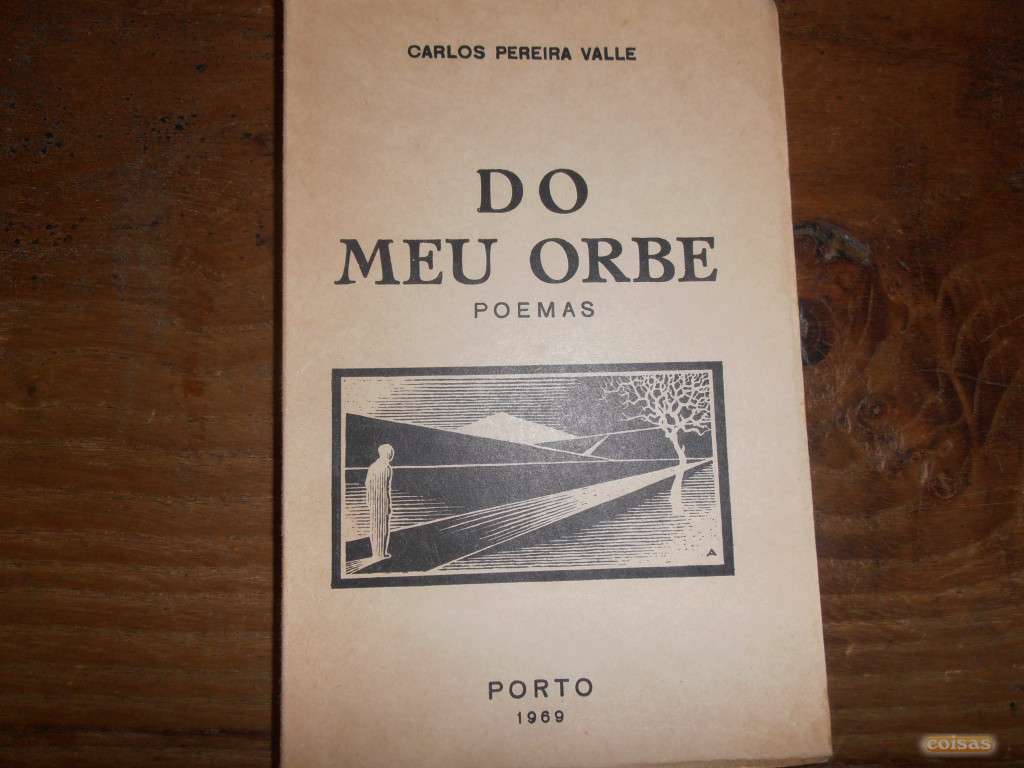 CARLOS PEREIRA VALLE
DO
MEU ORBE
POEMAS
A
PORTO
1969
coisas